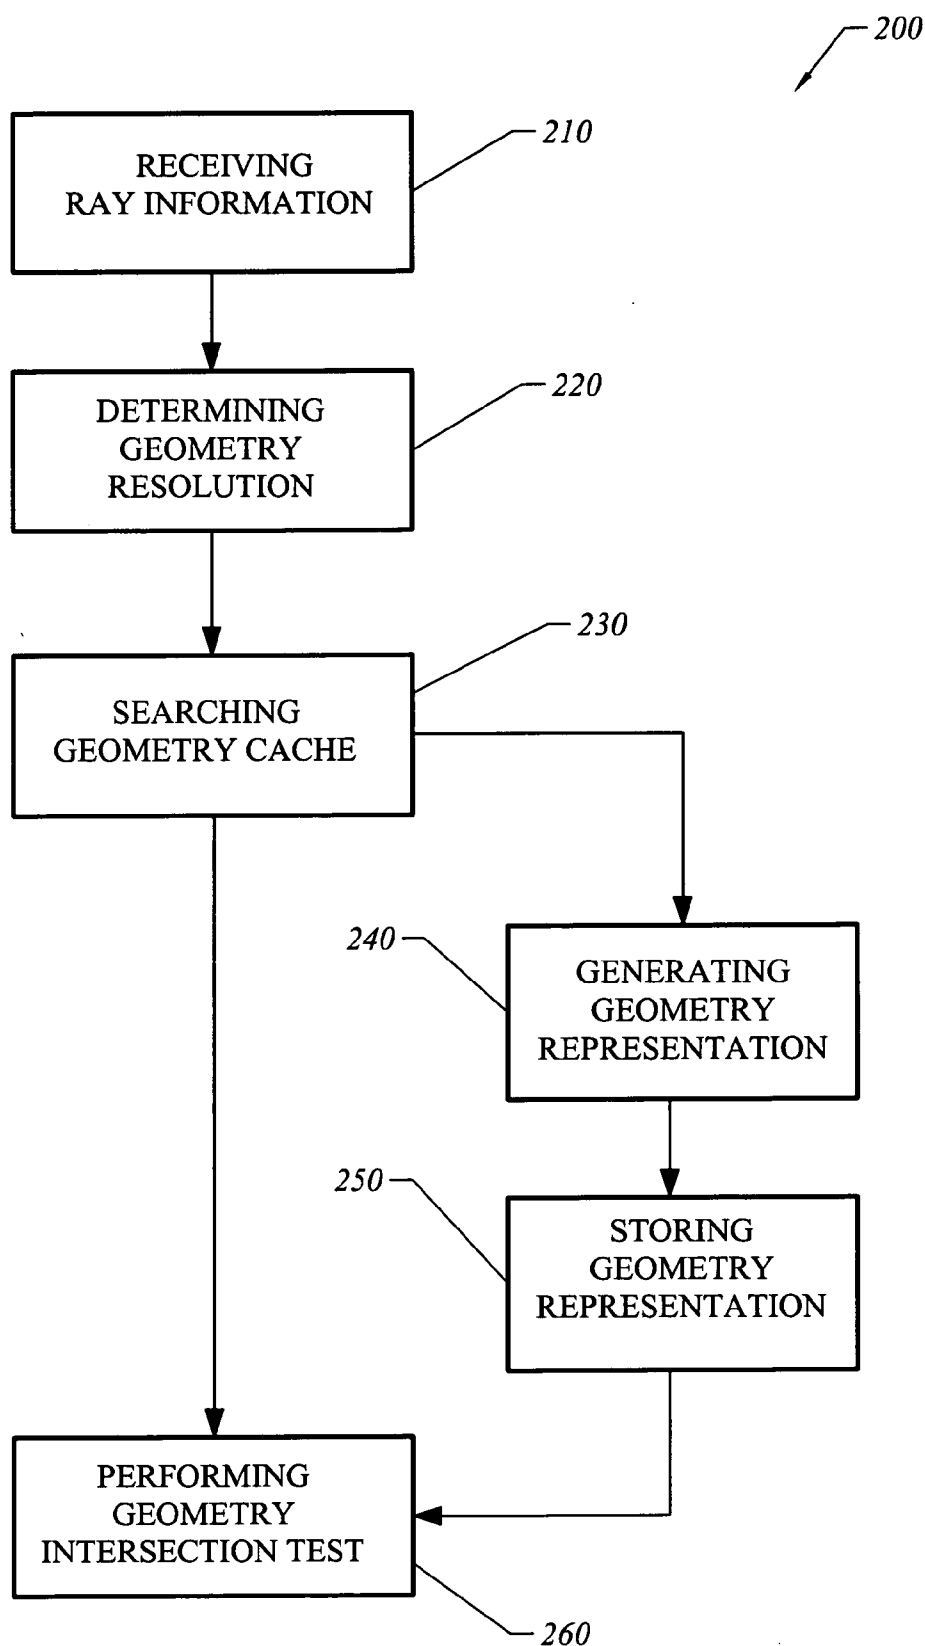 200
RECEIVING
RAY INFORMATION
210
DETERMINING
GEOMETRY
RESOLUTION
220
SEARCHING
GEOMETRY CACHE
230
240
GENERATING
GEOMETRY
REPRESENTATION
250
STORING
GEOMETRY
REPRESENTATION
PERFORMING
GEOMETRY
INTERSECTION TEST
260